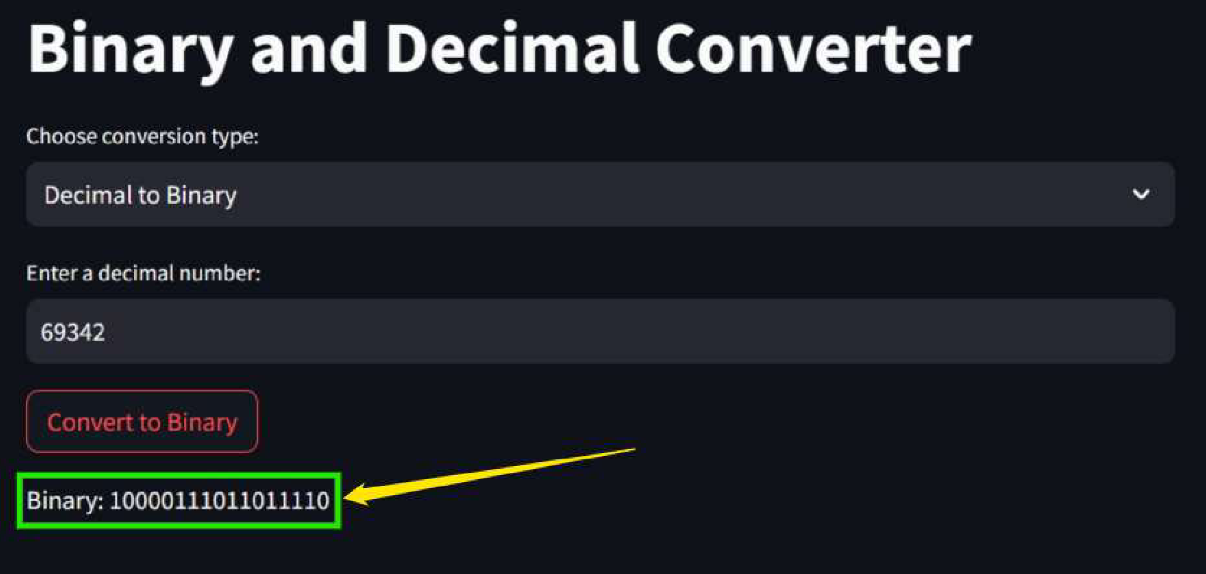 Binary and Decimal Converter
Choose conversion type:
Decimal to Binary
Enter a decimal number:
69342
Convert to Binary
Binary: 10000111011011110